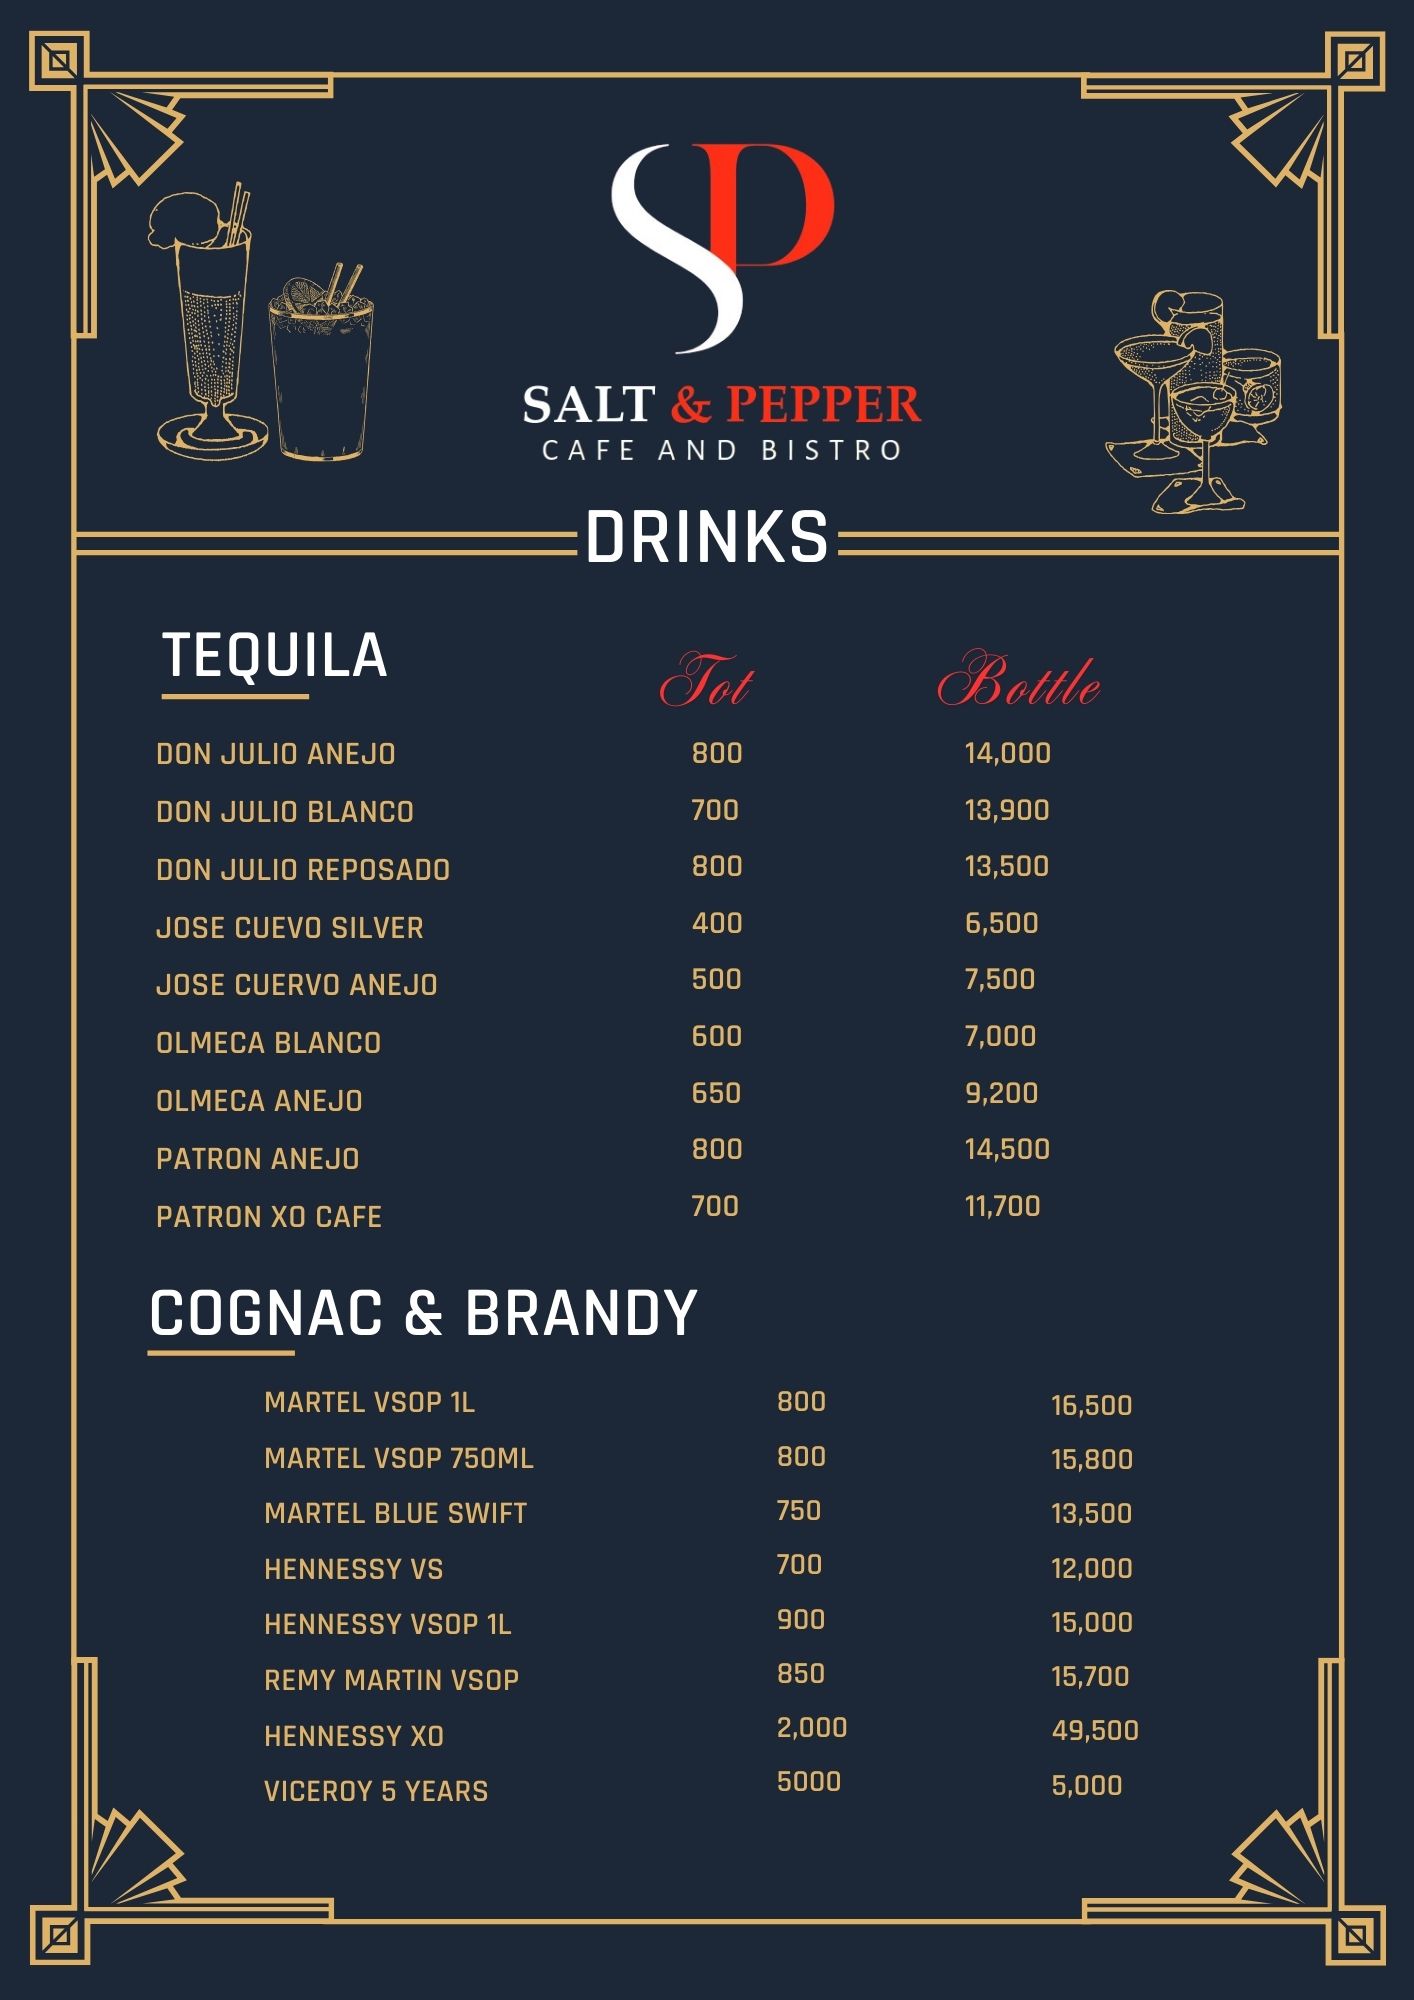 SP
SALT & PEPPER
CAFE AND BISTRO
DRINKS
TEQUILA Tot Bottle
DON JULIO ANEJO 800 14,000
DON JULIO BLANCO 700 13,900
DON JULIO REPOSADO 800 13,500
JOSE CUEVO SILVER 400 6,500
JOSE CUERVO ANEJO 500 7,500
OLMECA BLANCO 600 7,000
OLMECA ANEJO 650 9,200
PATRON ANEJO 800 14,500
PATRON XO CAFE 700 11,700
COGNAC & BRANDY
MARTEL VSOP 1L 800 16,500
MARTEL VSOP 750ML 800 15,800
MARTEL BLUE SWIFT 750 13,500
HENNESSY VS 700 12,000
HENNESSY VSOP 1L 900 15,000
REMY MARTIN VSOP 850 15,700
HENNESSY XO 2,000 49,500
VICEROY 5 YEARS 5000 5,000